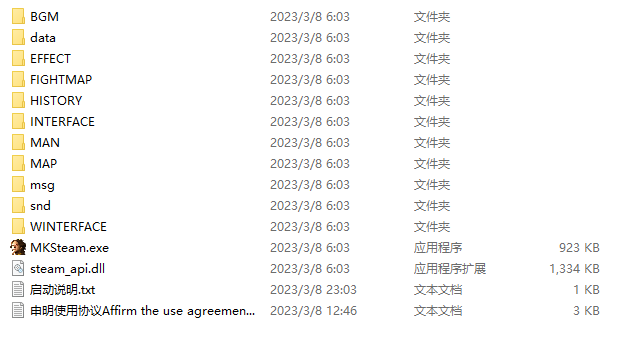 BGM 2023/3/8 6:03 文件夹
data 2023/3/8 6:03 文件夹
EFFECT 2023/3/8 6:03 文件夹
FIGHTMAP 2023/3/8 6:03 文件夹
HISTORY 2023/3/8 6:03 文件夹
INTERFACE 2023/3/8 6:03 文件夹
MAN 2023/3/8 6:03 文件夹
MAP 2023/3/8 6:03 文件夹
msg 2023/3/8 6:03 文件夹
snd 2023/3/8 6:03 文件夹
WINTERFACE 2023/3/8 6:03 文件夹
MKSteam.exe 2023/3/8 6:03 应用程序 923 KB
steam_api.dll 2023/3/8 6:03 应用程序扩展 1,334 KB
启动说明.txt 2023/3/8 23:03 文本文档 1 KB
申明使用协议Affirm the use agreemen... 2023/3/8 12:46 文本文档 3 KB